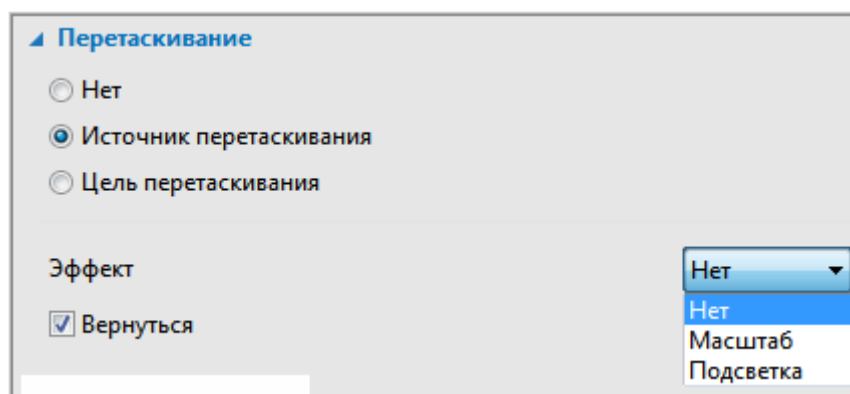 Перетаскивание
Нет
Источник перетаскивания
Цель перетаскивания
Эффект
Нет
Вернуться
Нет
Масштаб
Подсветка